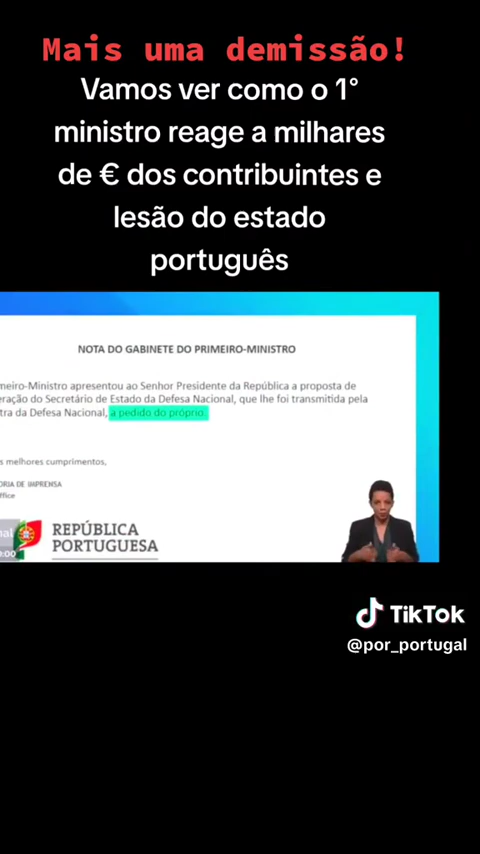 Mais uma demissão!
Vamos ver como o 1°
ministro reage a milhares
de € dos contribuintes e
lesão do estado
português
NOTA DO GABINETE DO PRIMEIRO-MINISTRO
meiro-Ministro apresentou ao Senhor Presidente da República a proposta de
eração do Secretário de Estado da Defesa Nacional, que lhe foi transmitida pela
tra da Defesa Nacional, a pedido do próprio.
s melhores cumprimentos,
ORIA DE IMPRENSA
ffice
nal
9:00
REPÚBLICA
PORTUGUESA
TikTok
@por_portugal